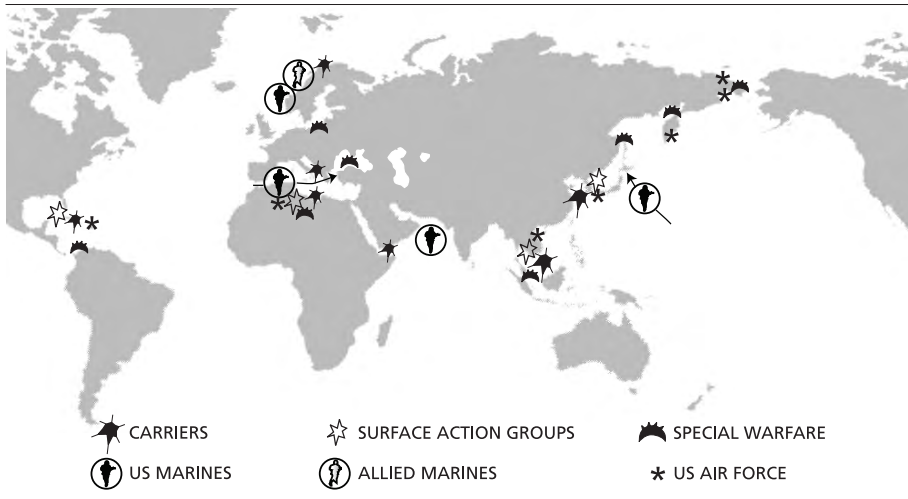 CARRIERS SURFACE ACTION GROUPS SPECIAL WARFARE
US MARINES ALLIED MARINES US AIR FORCE